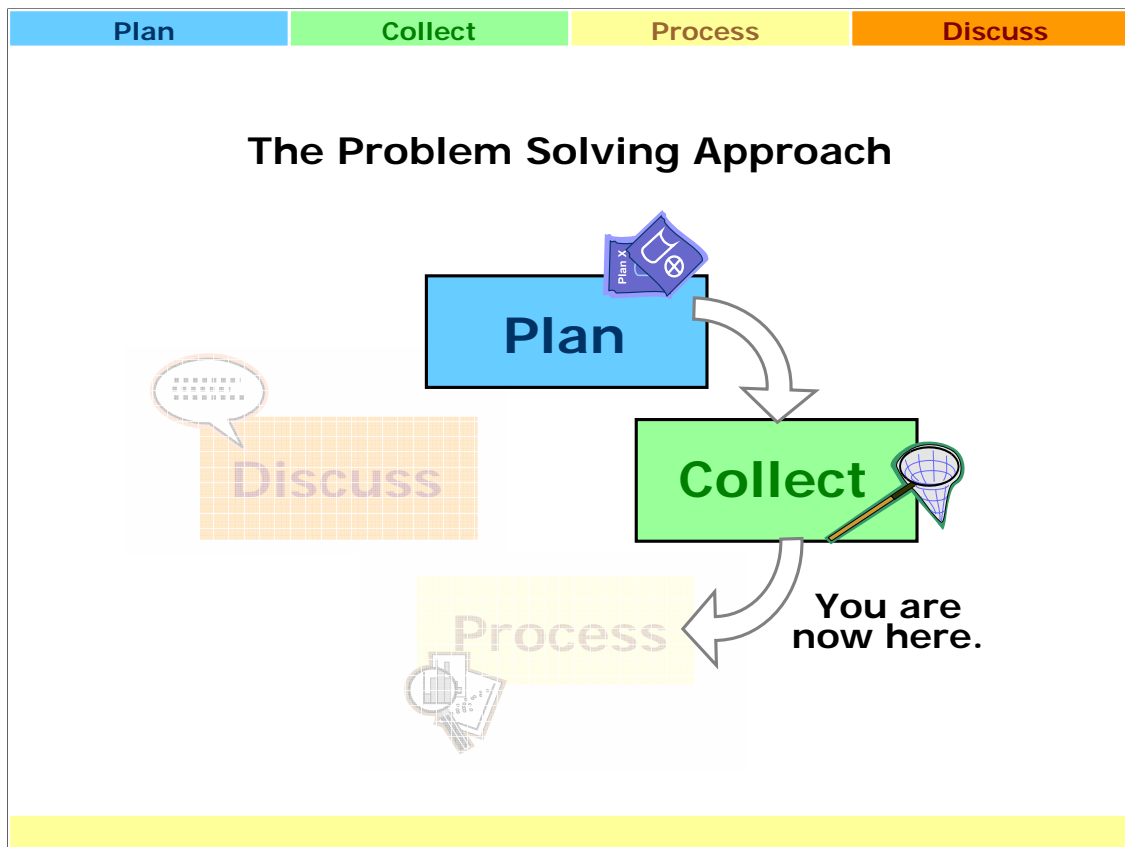 Plan Collect Process Discuss
The Problem Solving Approach
Plan X
Plan
Discuss
Collect
Process
You are
now here.